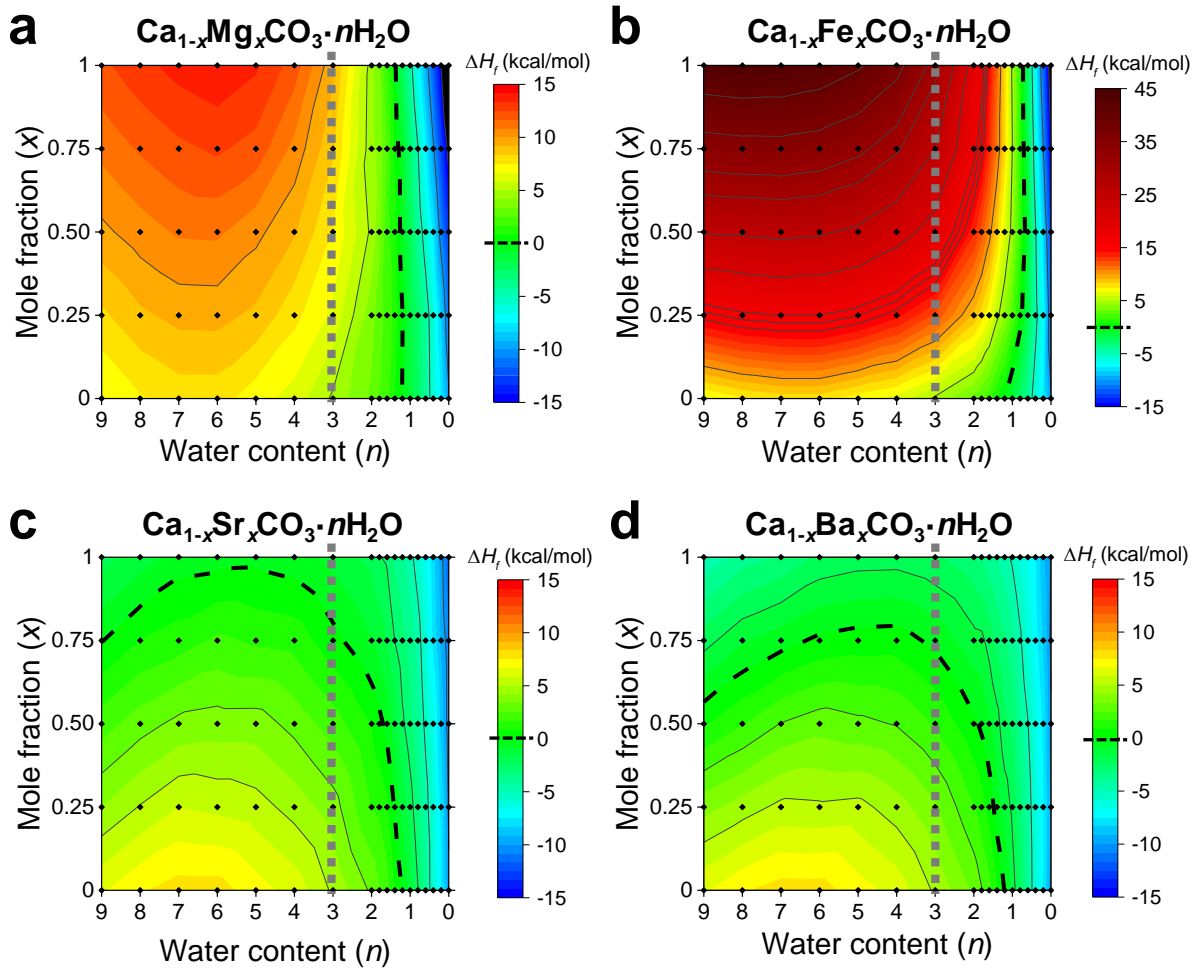 a
Ca1-xMgxCO3·nH2O
ΔHf (kcal/mol)
Mole fraction (x)
1
0.75
0.50
0.25
0
9 8 7 6 5 4 3 2 1 0
Water content (n)
15
10
5
0
-5
-10
-15
b
Ca1-xFexCO3·nH2O
ΔHf (kcal/mol)
Mole fraction (x)
1
0.75
0.50
0.25
0
9 8 7 6 5 4 3 2 1 0
Water content (n)
45
35
25
15
5
-5
-15
c
Ca1-xSrxCO3·nH2O
ΔHf (kcal/mol)
Mole fraction (x)
1
0.75
0.50
0.25
0
9 8 7 6 5 4 3 2 1 0
Water content (n)
15
10
5
0
-5
-10
-15
d
Ca1-xBaxCO3·nH2O
ΔHf (kcal/mol)
Mole fraction (x)
1
0.75
0.50
0.25
0
9 8 7 6 5 4 3 2 1 0
Water content (n)
15
10
5
0
-5
-10
-15